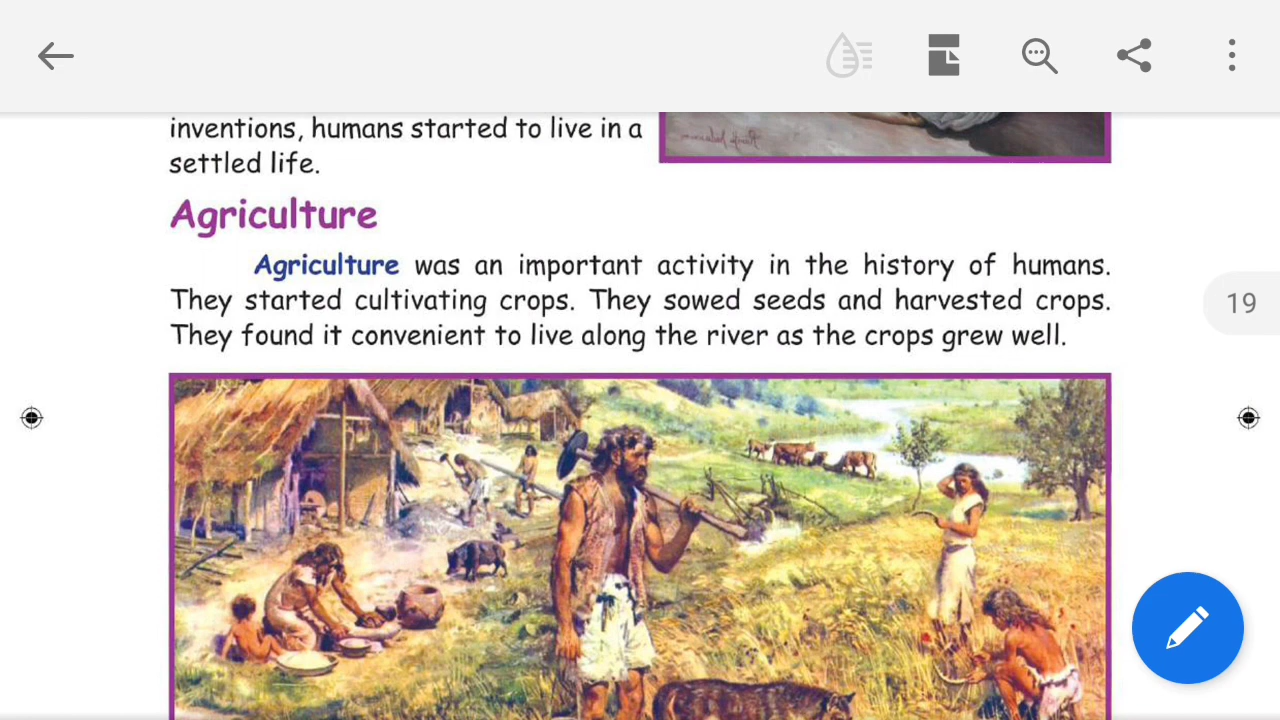 inventions, humans started to live in a
settled life.
Agriculture
Agriculture was an important activity in the history of humans.
They started cultivating crops. They sowed seeds and harvested crops.
They found it convenient to live along the river as the crops grew well.
19